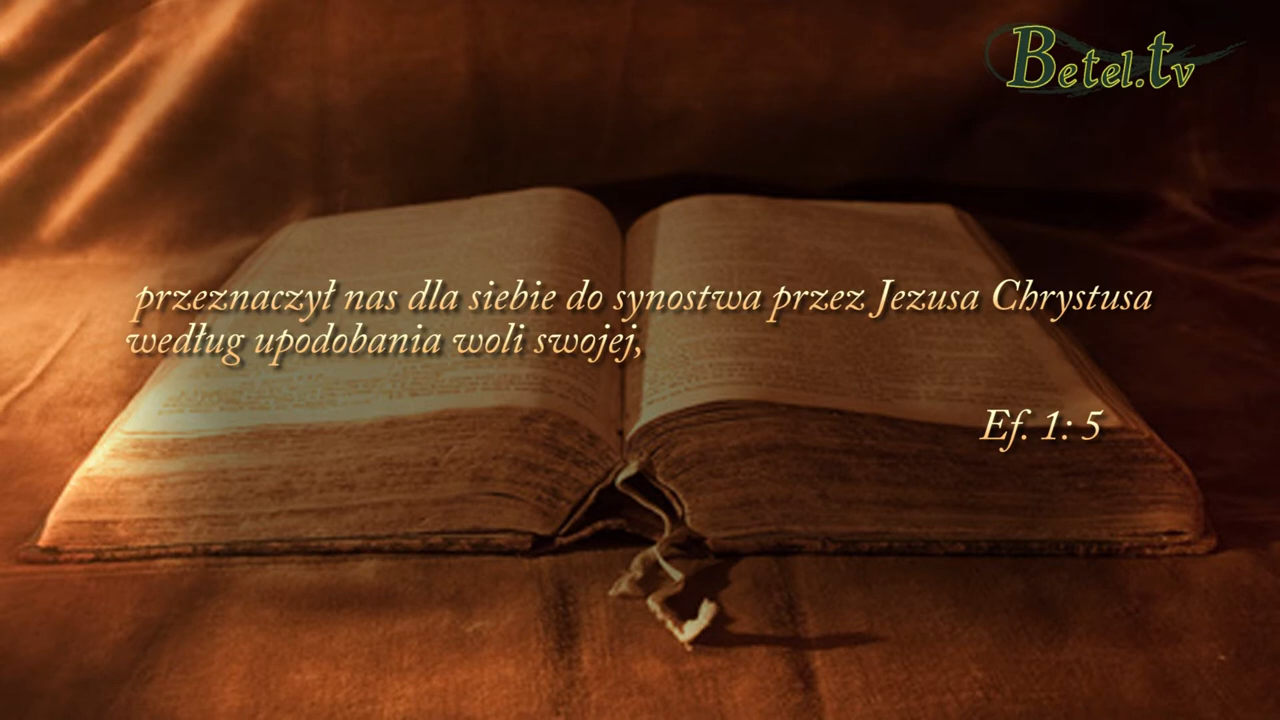 Betel.tv
przeznaczył nas dla siebie do synostwa przez Jezusa Chrystusa
według upodobania woli swojej,
Ef. 1: 5